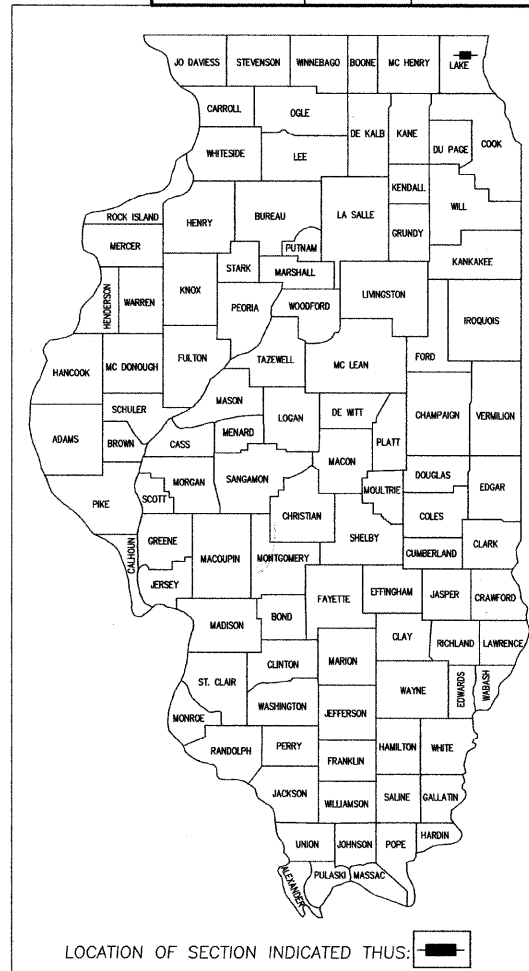 JO DAVIESS STEVENSON WINNEBAGO BOONE MC HENRY LAKE
CARROLL OGLE
DE KALB KANE COOK
DU PAGE
WHITESIDE LEE
KENDALL
ROCK ISLAND HENRY BUREAU LA SALLE GRUNDY WILL
MERCER PUTNAM
STARK MARSHALL KANKAKEE
HENDERSON WARREN KNOX PEORIA WOODFORD LIVINGSTON IROQUOIS
FULTON TAZEWELL MC LEAN FORD
HANCOCK MC DONOUGH
MASON
SCHULER LOGAN DE WITT CHAMPAIGN VERMILION
ADAMS BROWN CASS MENARD PIATT
MACON
MORGAN SANGAMON DOUGLAS EDGAR
PIKE SCOTT CHRISTIAN MOULTRIE
COLES
CALHOUN GREENE MACOUPIN MONTGOMERY SHELBY CUMBERLAND CLARK
JERSEY FAYETTE EFFINGHAM JASPER CRAWFORD
MADISON BOND
CLAY RICHLAND LAWRENCE
CLINTON MARION
ST. CLAIR WAYNE EDWARDS WABASH
WASHINGTON JEFFERSON
MONROE
RANDOLPH PERRY FRANKLIN HAMILTON WHITE
JACKSON WILLIAMSON SALINE GALLATIN
UNION JOHNSON POPE HARDIN
ALEXANDER PULASKI MASSAC
LOCATION OF SECTION INDICATED THUS: